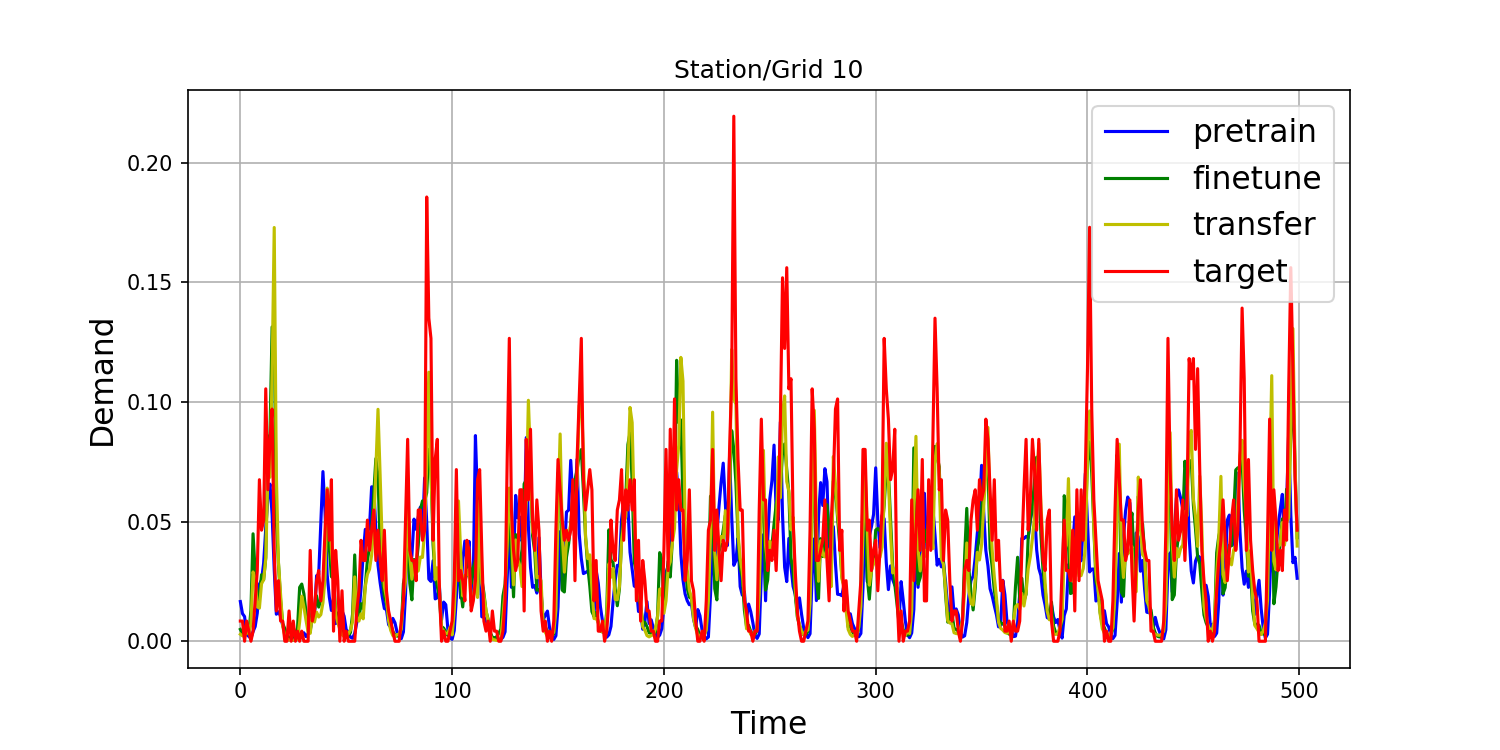 Station/Grid 10
pretrain
finetune
transfer
target
Demand
0.20
0.15
0.10
0.05
0.00
0 100 200 300 400 500
Time